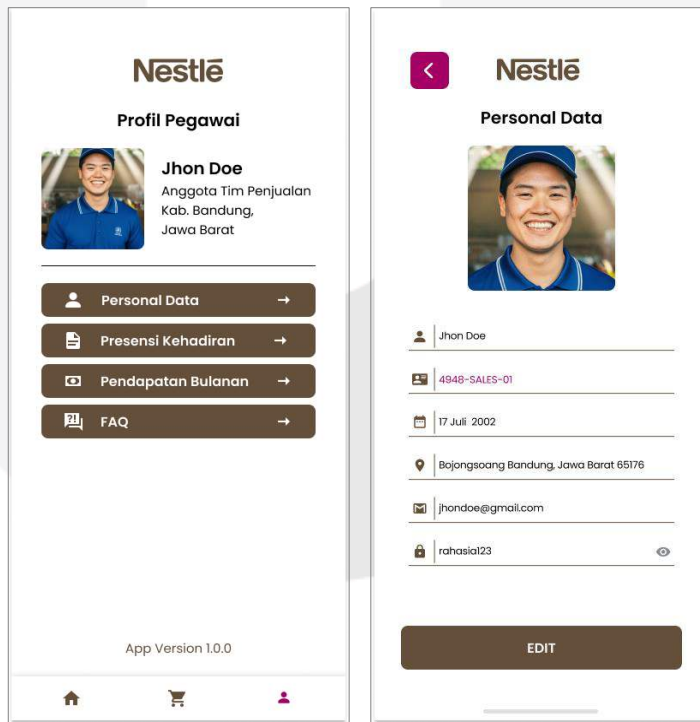 Nestlé
Profil Pegawai
Jhon Doe
Anggota Tim Penjualan
Kab. Bandung,
Jawa Barat
Personal Data
Presensi Kehadiran
Pendapatan Bulanan
FAQ
App Version 1.0.0
Nestlé
Personal Data
Jhon Doe
4948-SALES-01
17 Juli 2002
Bojongsoang Bandung, Jawa Barat 65176
jhondoe@gmail.com
rahasia123
EDIT